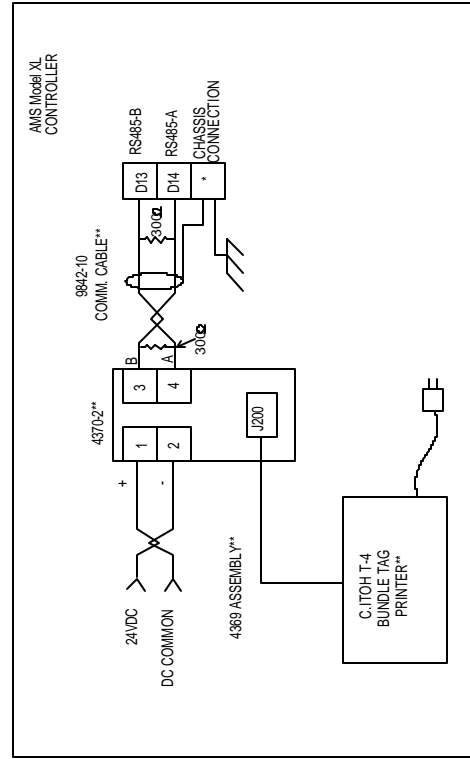 AMS Model XL
CONTROLLER
RS485-B
RS485-A
CHASSIS
CONNECTION
D13
D14
*
300Ω
9842-10
COMM. CABLE**
300Ω
B
A
4370-2**
3
4
1
2
J200
+
-
24VDC
DC COMMON
4369 ASSEMBLY**
C.ITOH T-4
BUNDLE TAG
PRINTER**